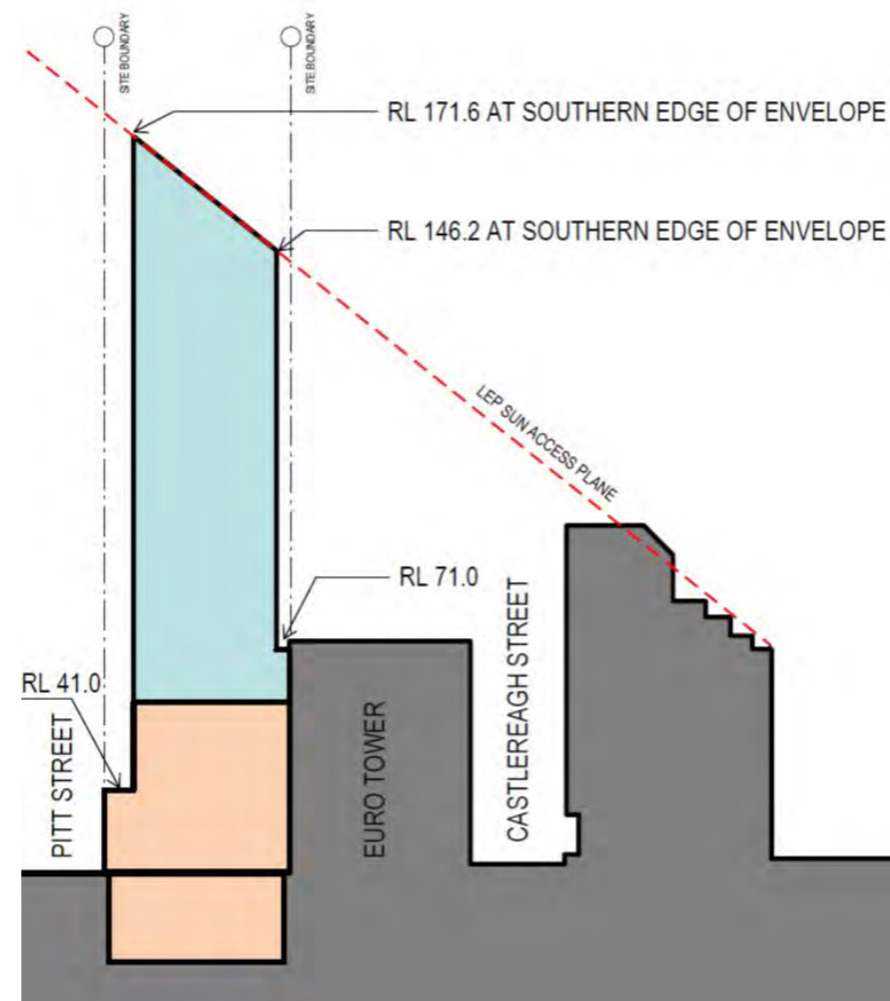 SITE BOUNDARY
SITE BOUNDARY
RL 171.6 AT SOUTHERN EDGE OF ENVELOPE
RL 146.2 AT SOUTHERN EDGE OF ENVELOPE
LEP SUN ACCESS PLANE
RL 71.0
RL 41.0
PITT STREET
EURO TOWER
CASTLEREAGH STREET